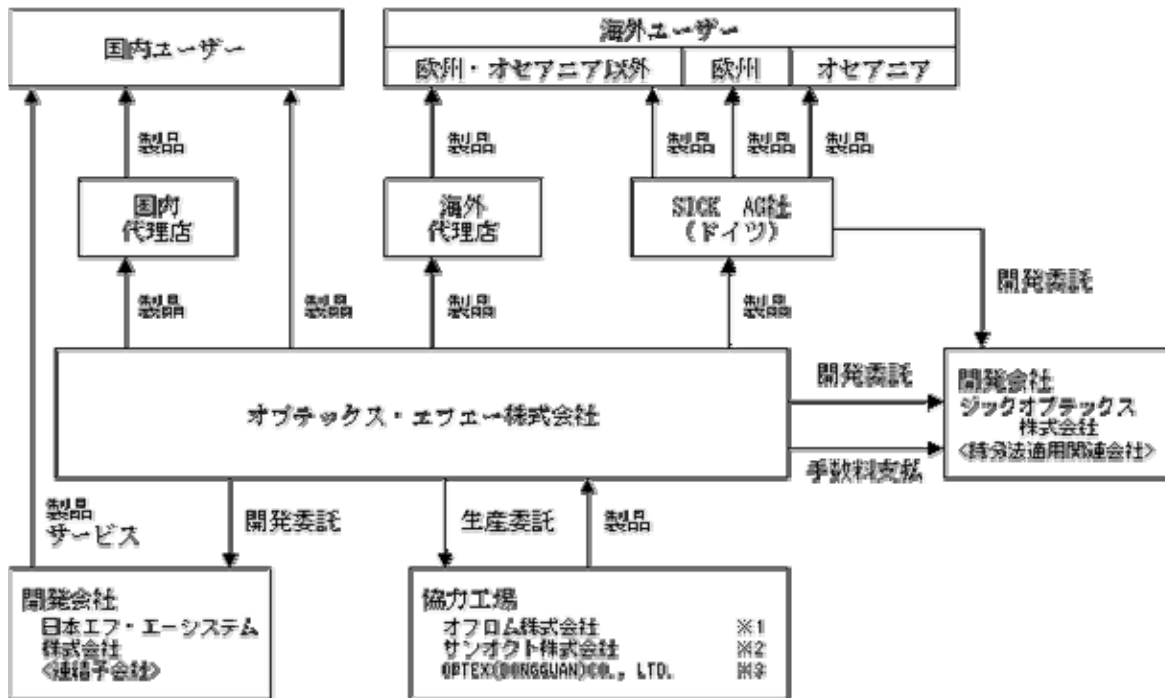 国内ユーザー
海外ユーザー
欧州・オセアニア以外
欧州
オセアニア
製品
製品
製品
製品
製品
国内
代理店
海外
代理店
SICK AG社
(ドイツ)
開発委託
製品
製品
製品
製品
オプテックス・エフエー株式会社
開発委託
手数料支払
開発会社
ジックオプテックス
株式会社
<持分法適用関連会社>
製品
サービス
開発委託
生産委託
製品
開発会社
日本エフ・エーシステム
株式会社
<連結子会社>
協力工場
オフロム株式会社 ※1
サンオクト株式会社 ※2
OPTEX(DONGGUAN)CO., LTD. ※3